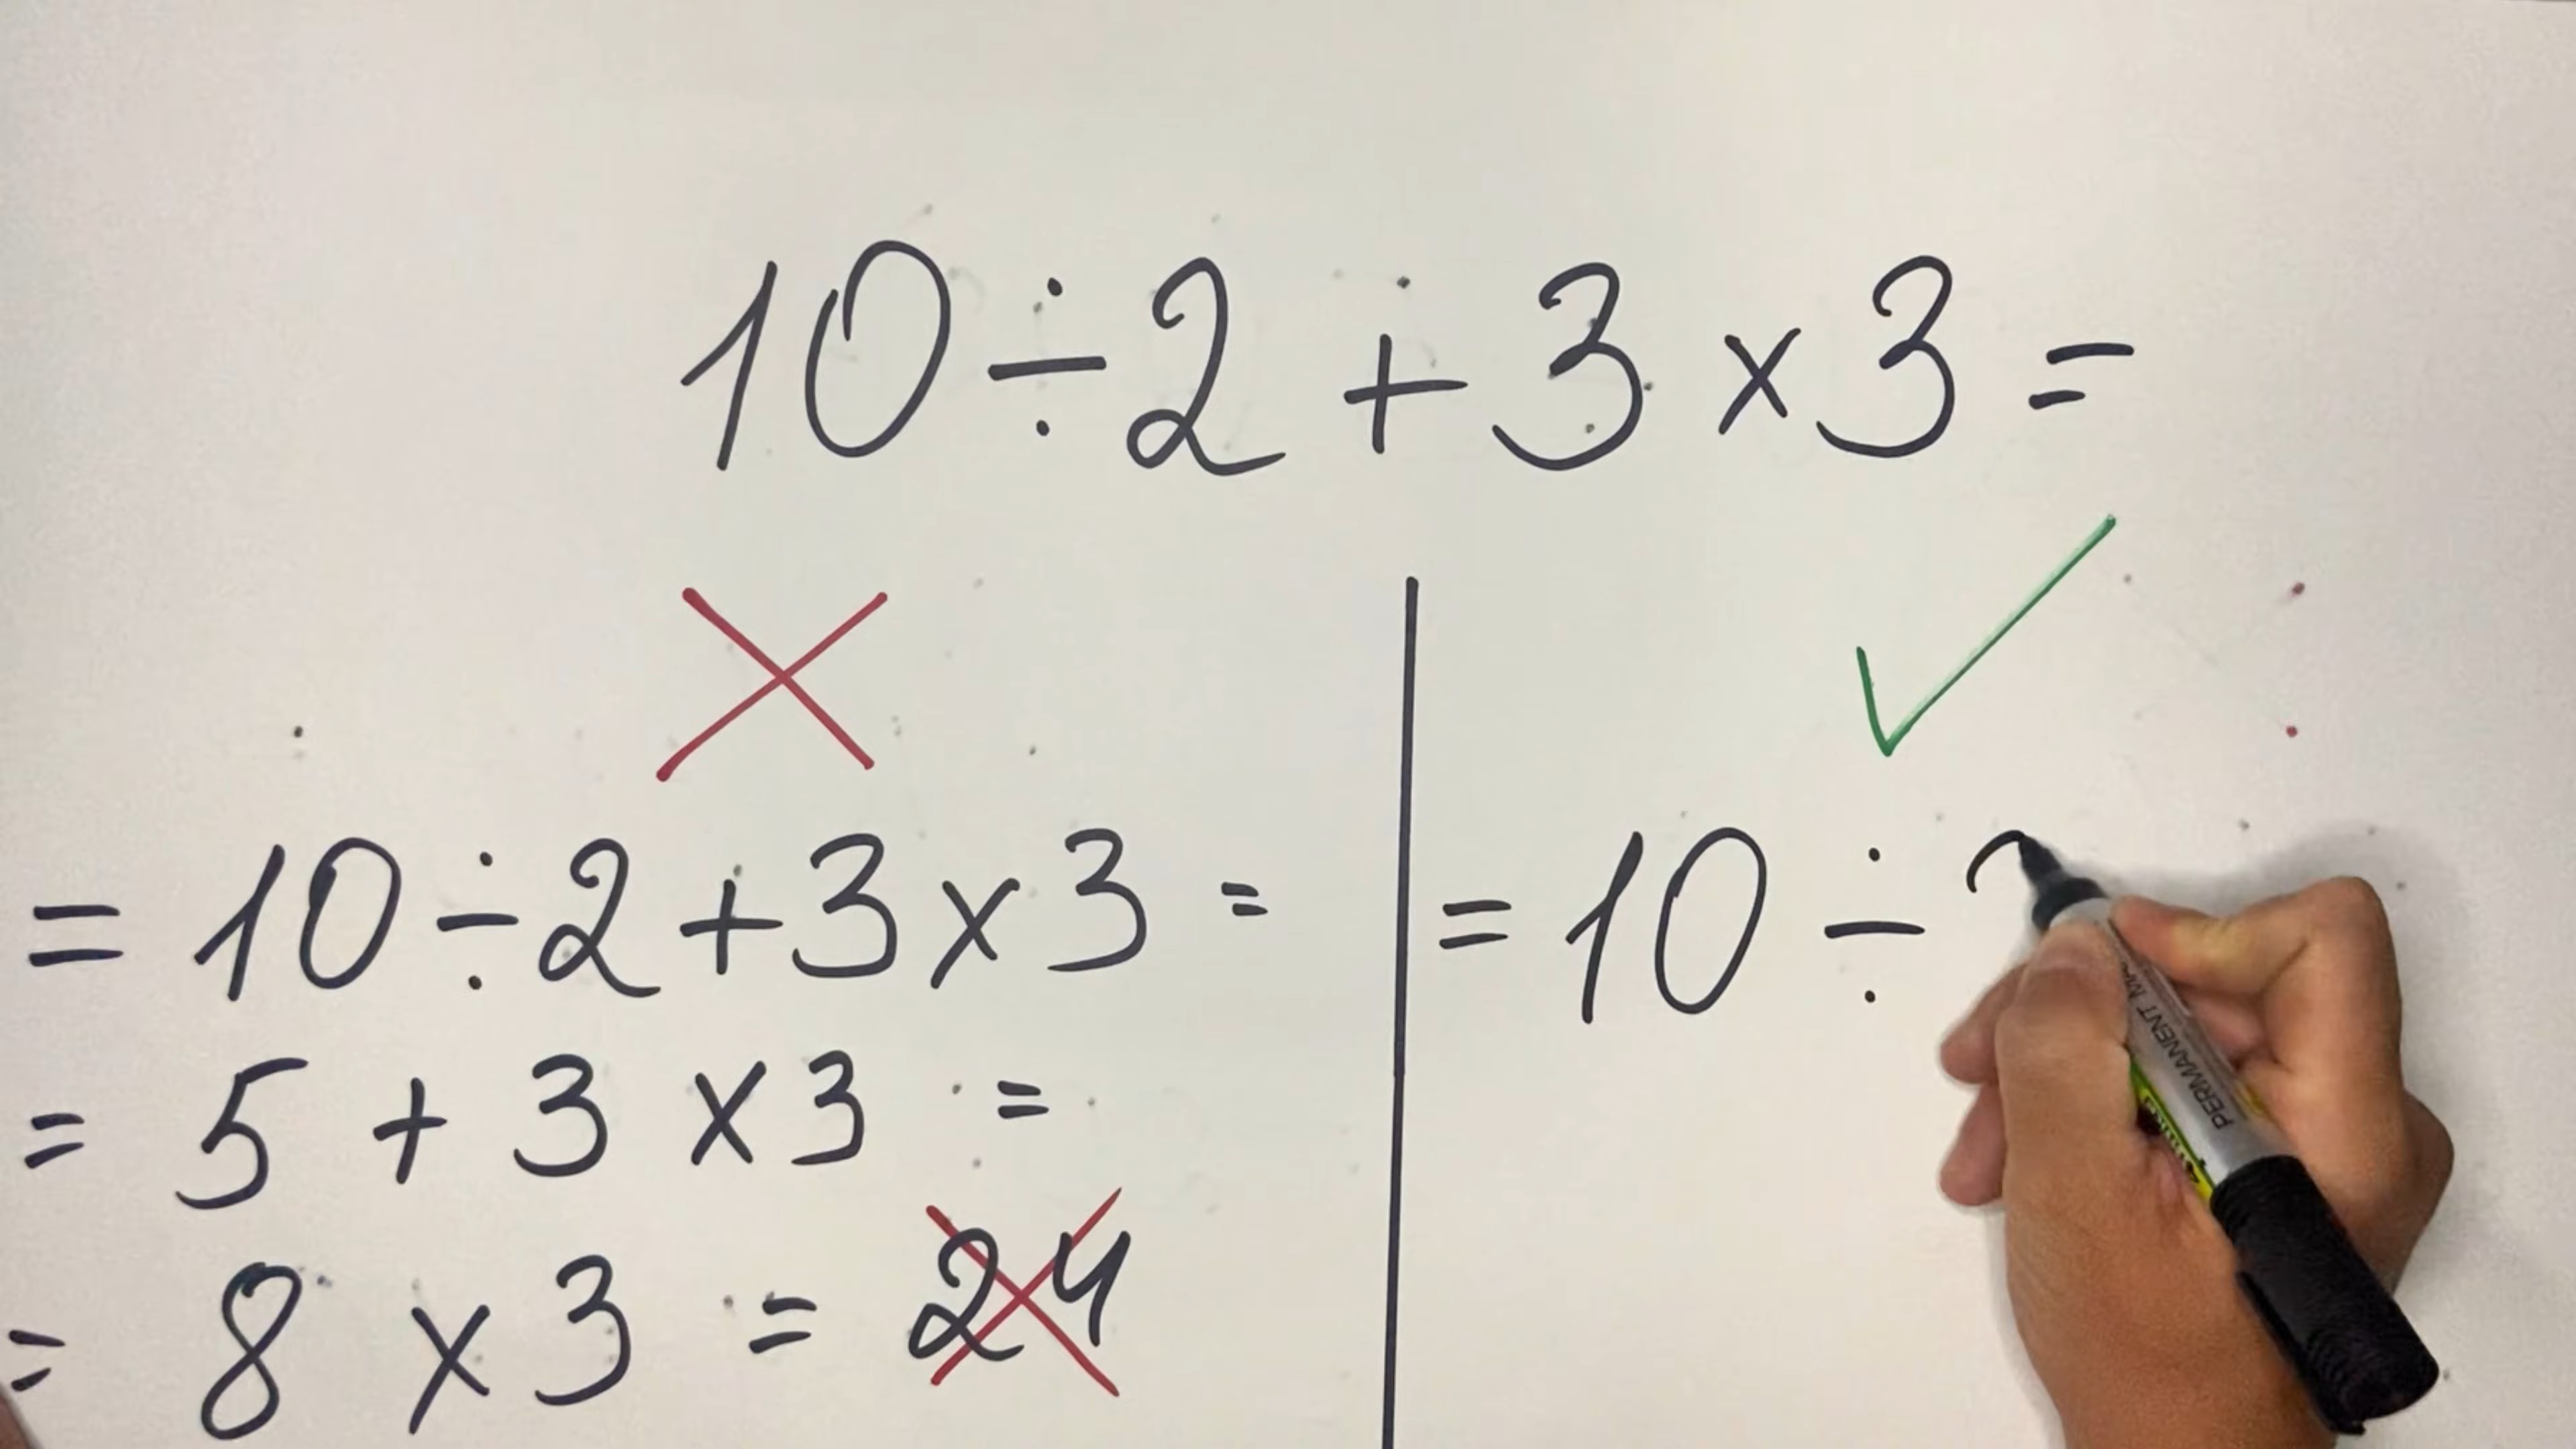 10 ÷ 2 + 3 × 3 =
= 10 ÷ 2 + 3 × 3 =
= 5 + 3 × 3 =
= 8 × 3 = 24
= 10 ÷
PERMANENT